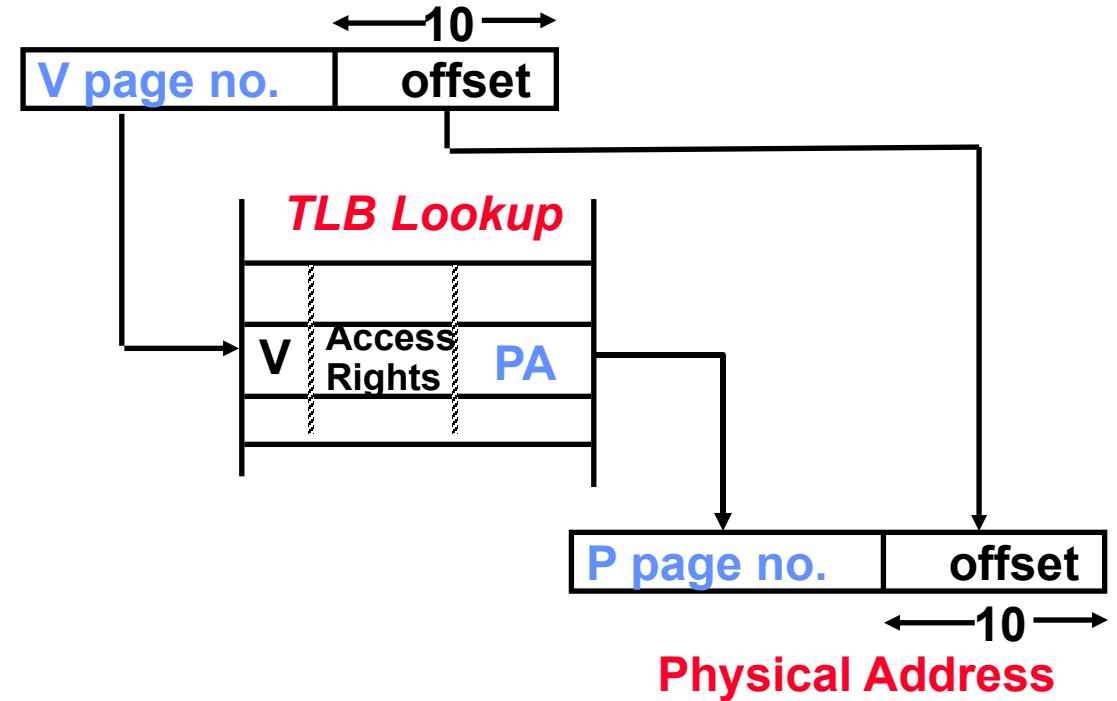 10
V page no. offset
TLB Lookup
V Access Rights PA
P page no. offset
10
Physical Address